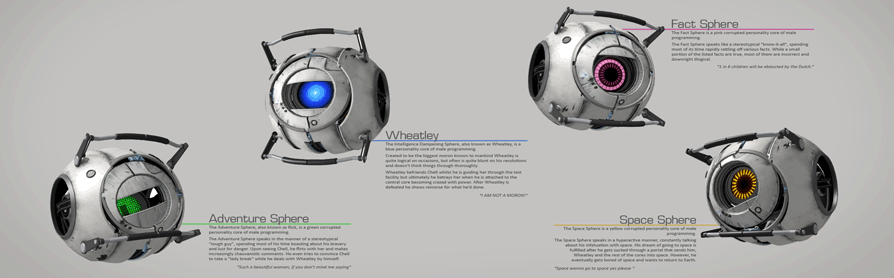 Fact Sphere
The Fact Sphere is a pink corrupted personality core of male
programming.
The Fact Sphere speaks like a stereotypical "know-it-all", spending
most of its time rapidly rattling off various facts. While a small
portion of the listed facts are true, most of them are incorrect and
downright illogical.
"1 in 6 children will be abducted by the Dutch."
Wheatley
The Intelligence Dampening Sphere, also known as Wheatley, is a
blue personality core of male programming.
Created to be the biggest moron known to mankind Wheatley is
quite logical on occasions, but often is quite blunt on his resolutions
and doesn't think things through thoroughly.
Wheatley befriends Chell whilst he is guiding her through the test
facility but ultimately he betrays her when he is attached to the
central core becoming crazed with power. After Wheatley is
defeated he shows remorse for what he'd done.
"I AM NOT A MORON!"
Adventure Sphere
The Adventure Sphere, also known as Rick, is a green corrupted
personality core of male programming.
The Adventure Sphere speaks in the manner of a stereotypical
"tough guy", spending most of his time boasting about his bravery
and lust for danger. Upon seeing Chell, he flirts with her and makes
increasingly chauvinistic comments. He even tries to convince Chell
to take a "lady break" while he deals with Wheatley by himself.
"Such a beautiful woman, if you don't mind me saying"
Space Sphere
The Space Sphere is a yellow corrupted personality core of male
programming.
The Space Sphere speaks in a hyperactive manner, constantly talking
about his infatuation with space. His dream of going to space is
fulfilled after he gets sucked through a portal that sends him,
Wheatley and the rest of the cores into space. However, he
eventually gets bored of space and wants to return to Earth.
"Space wanna go to space yes please"